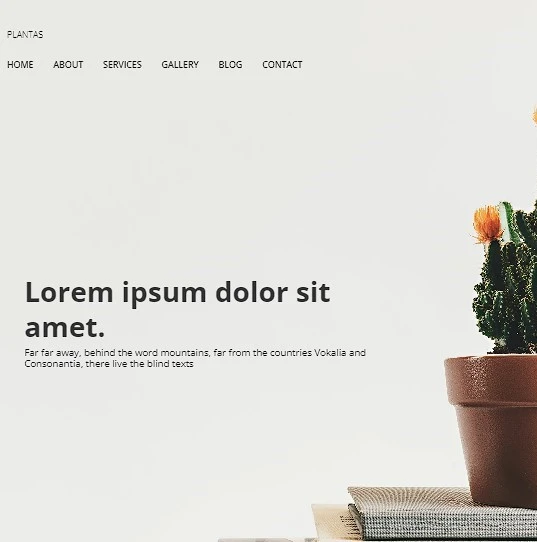 PLANTAS
HOME ABOUT SERVICES GALLERY BLOG CONTACT
Lorem ipsum dolor sit
amet.
Far far away, behind the word mountains, far from the countries Vokalia and
Consonantia, there live the blind texts